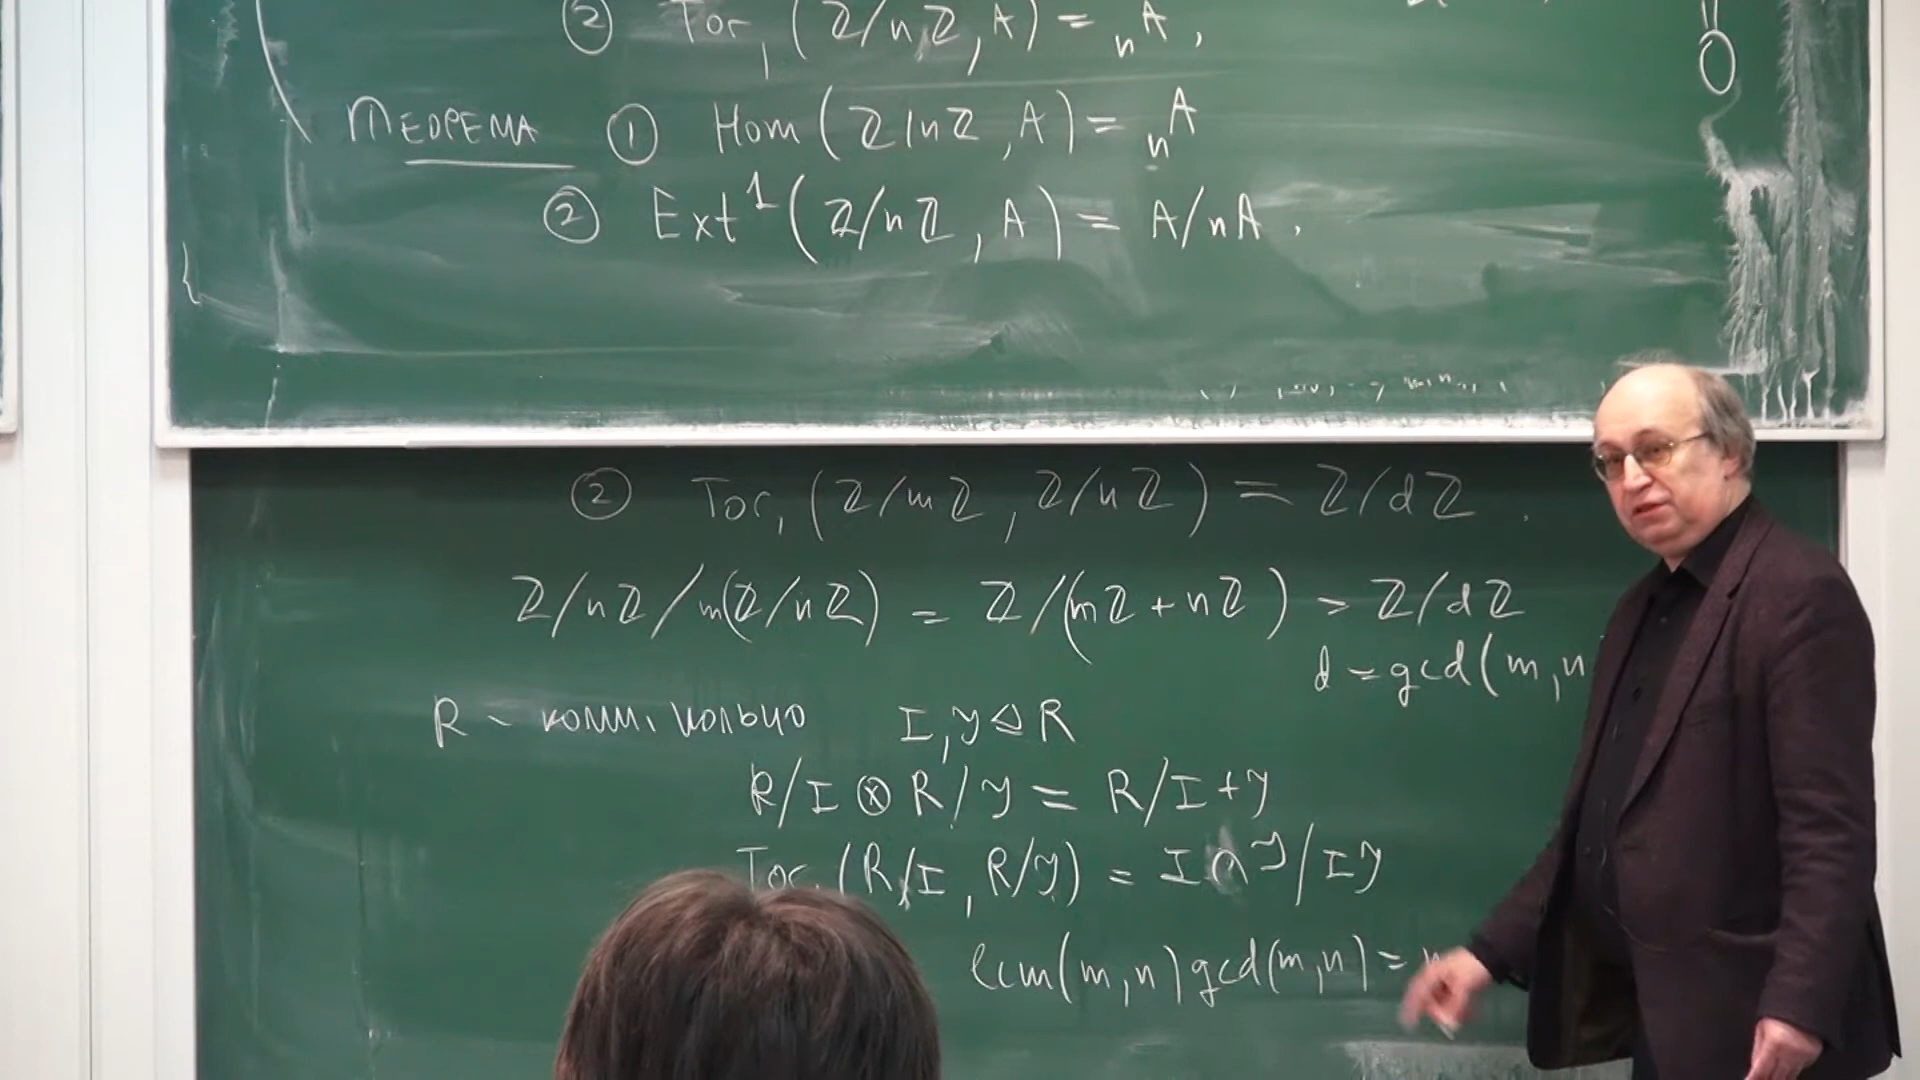 ② Tor₁ (ℤ/nℤ, A) = ₙA,
ТЕОРЕМА ① Hom (ℤ/nℤ, A) = ₙA
② Ext¹ (ℤ/nℤ, A) = A/nA.
② Tor₁ (ℤ/mℤ, ℤ/nℤ) = ℤ/dℤ.
ℤ/nℤ / m(ℤ/nℤ) = ℤ/(mℤ + nℤ) = ℤ/dℤ
d = gcd(m, n
R - комм. кольцо I, J ⊴ R
R/I ⊗ R/J = R/I+J
Tor₁ (R/I, R/J) = I ∩ J / IJ
lcm(m, n) gcd(m, n) =